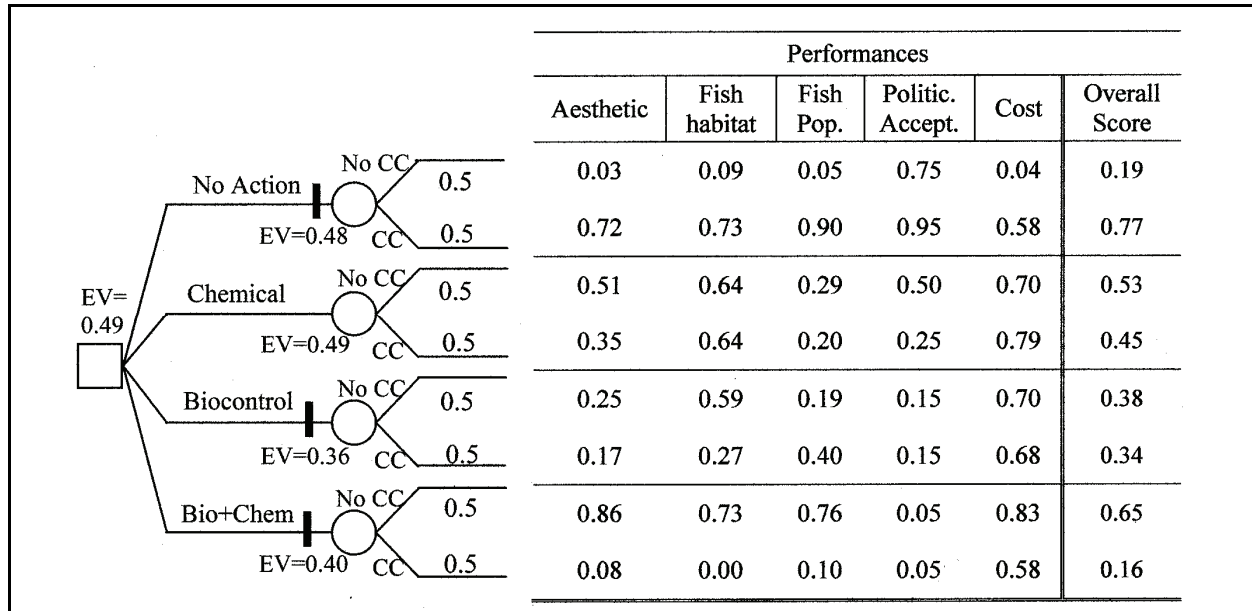 Performances
Aesthetic Fish habitat Fish Pop. Politic. Accept. Cost Overall Score
No Action No CC 0.5 0.03 0.09 0.05 0.75 0.04 0.19
EV=0.48 CC 0.5 0.72 0.73 0.90 0.95 0.58 0.77
EV= 0.49
Chemical No CC 0.5 0.51 0.64 0.29 0.50 0.70 0.53
EV=0.49 CC 0.5 0.35 0.64 0.20 0.25 0.79 0.45
Biocontrol No CC 0.5 0.25 0.59 0.19 0.15 0.70 0.38
EV=0.36 CC 0.5 0.17 0.27 0.40 0.15 0.68 0.34
Bio+Chem No CC 0.5 0.86 0.73 0.76 0.05 0.83 0.65
EV=0.40 CC 0.5 0.08 0.00 0.10 0.05 0.58 0.16